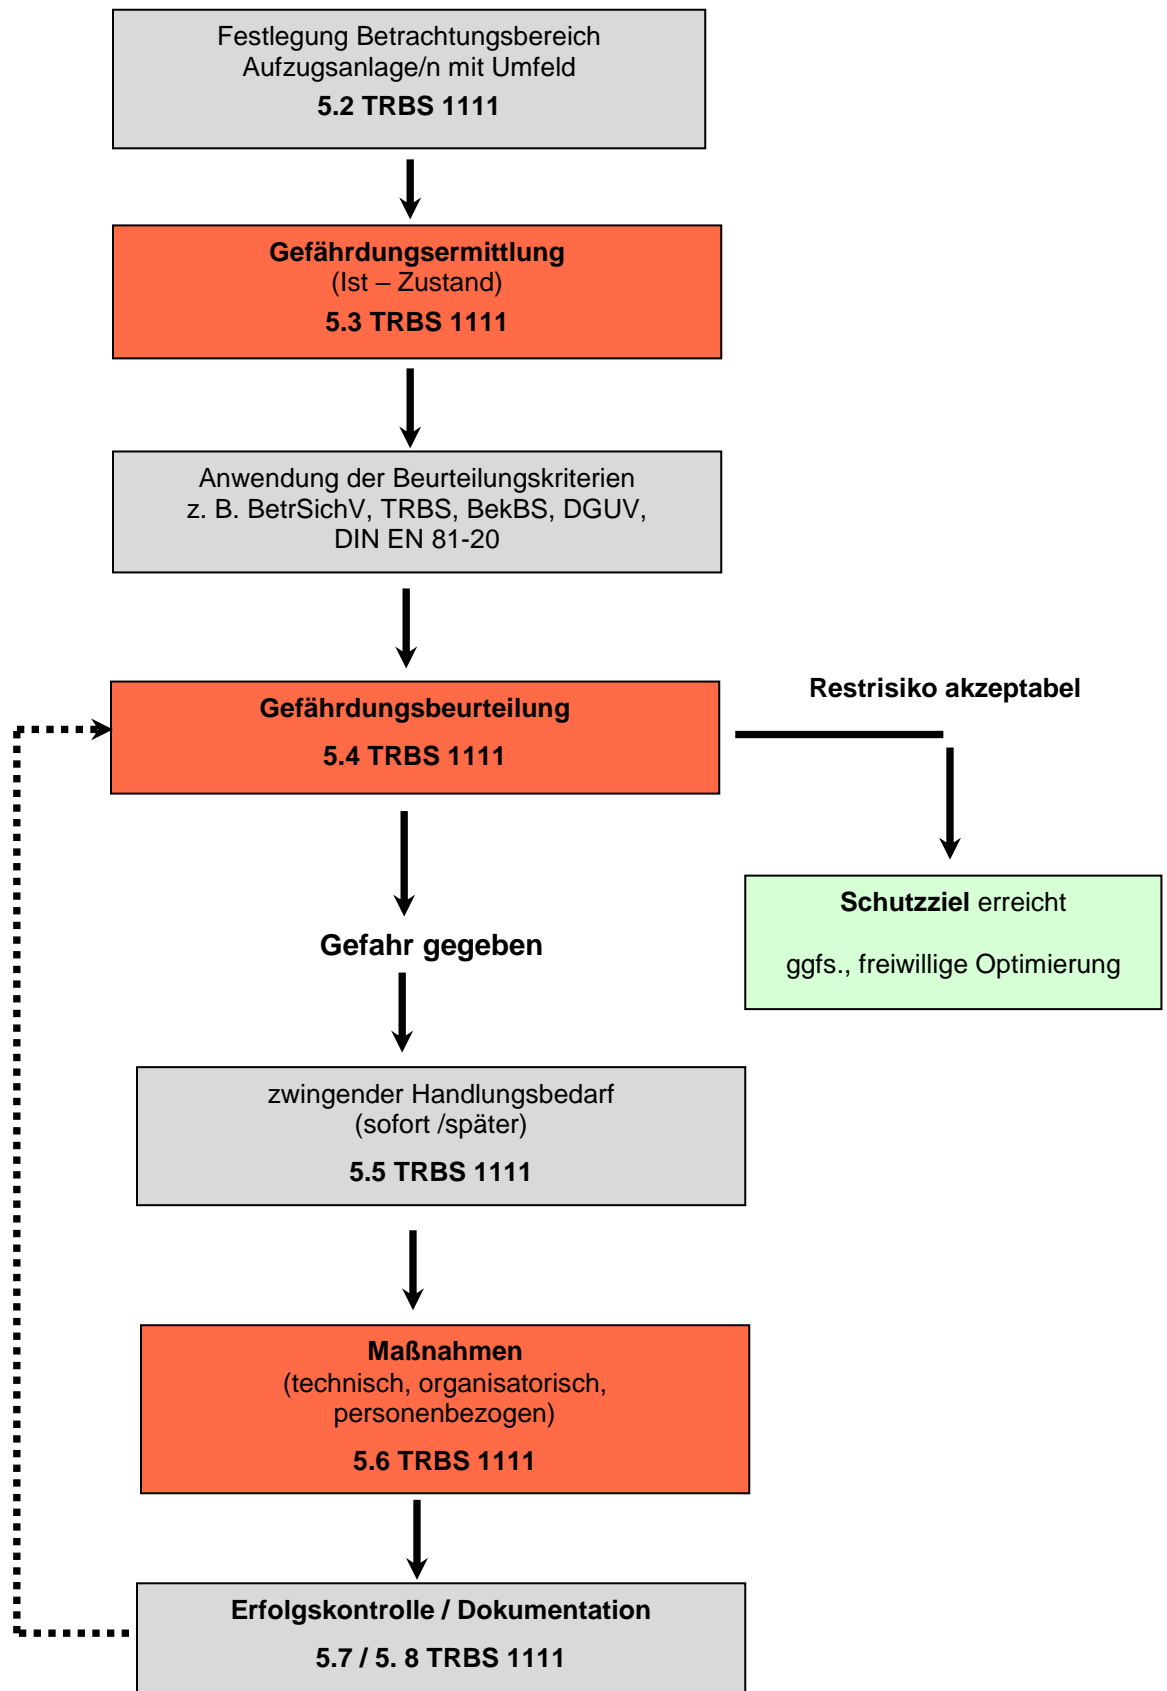 Festlegung Betrachtungsbereich
Aufzugsanlage/n mit Umfeld
5.2 TRBS 1111
Gefährdungsermittlung
(Ist – Zustand)
5.3 TRBS 1111
Anwendung der Beurteilungskriterien
z. B. BetrSichV, TRBS, BekBS, DGUV,
DIN EN 81-20
Gefährdungsbeurteilung
5.4 TRBS 1111
Restrisiko akzeptabel
Schutzziel erreicht
ggfs., freiwillige Optimierung
Gefahr gegeben
zwingender Handlungsbedarf
(sofort /später)
5.5 TRBS 1111
Maßnahmen
(technisch, organisatorisch,
personenbezogen)
5.6 TRBS 1111
Erfolgskontrolle / Dokumentation
5.7 / 5. 8 TRBS 1111